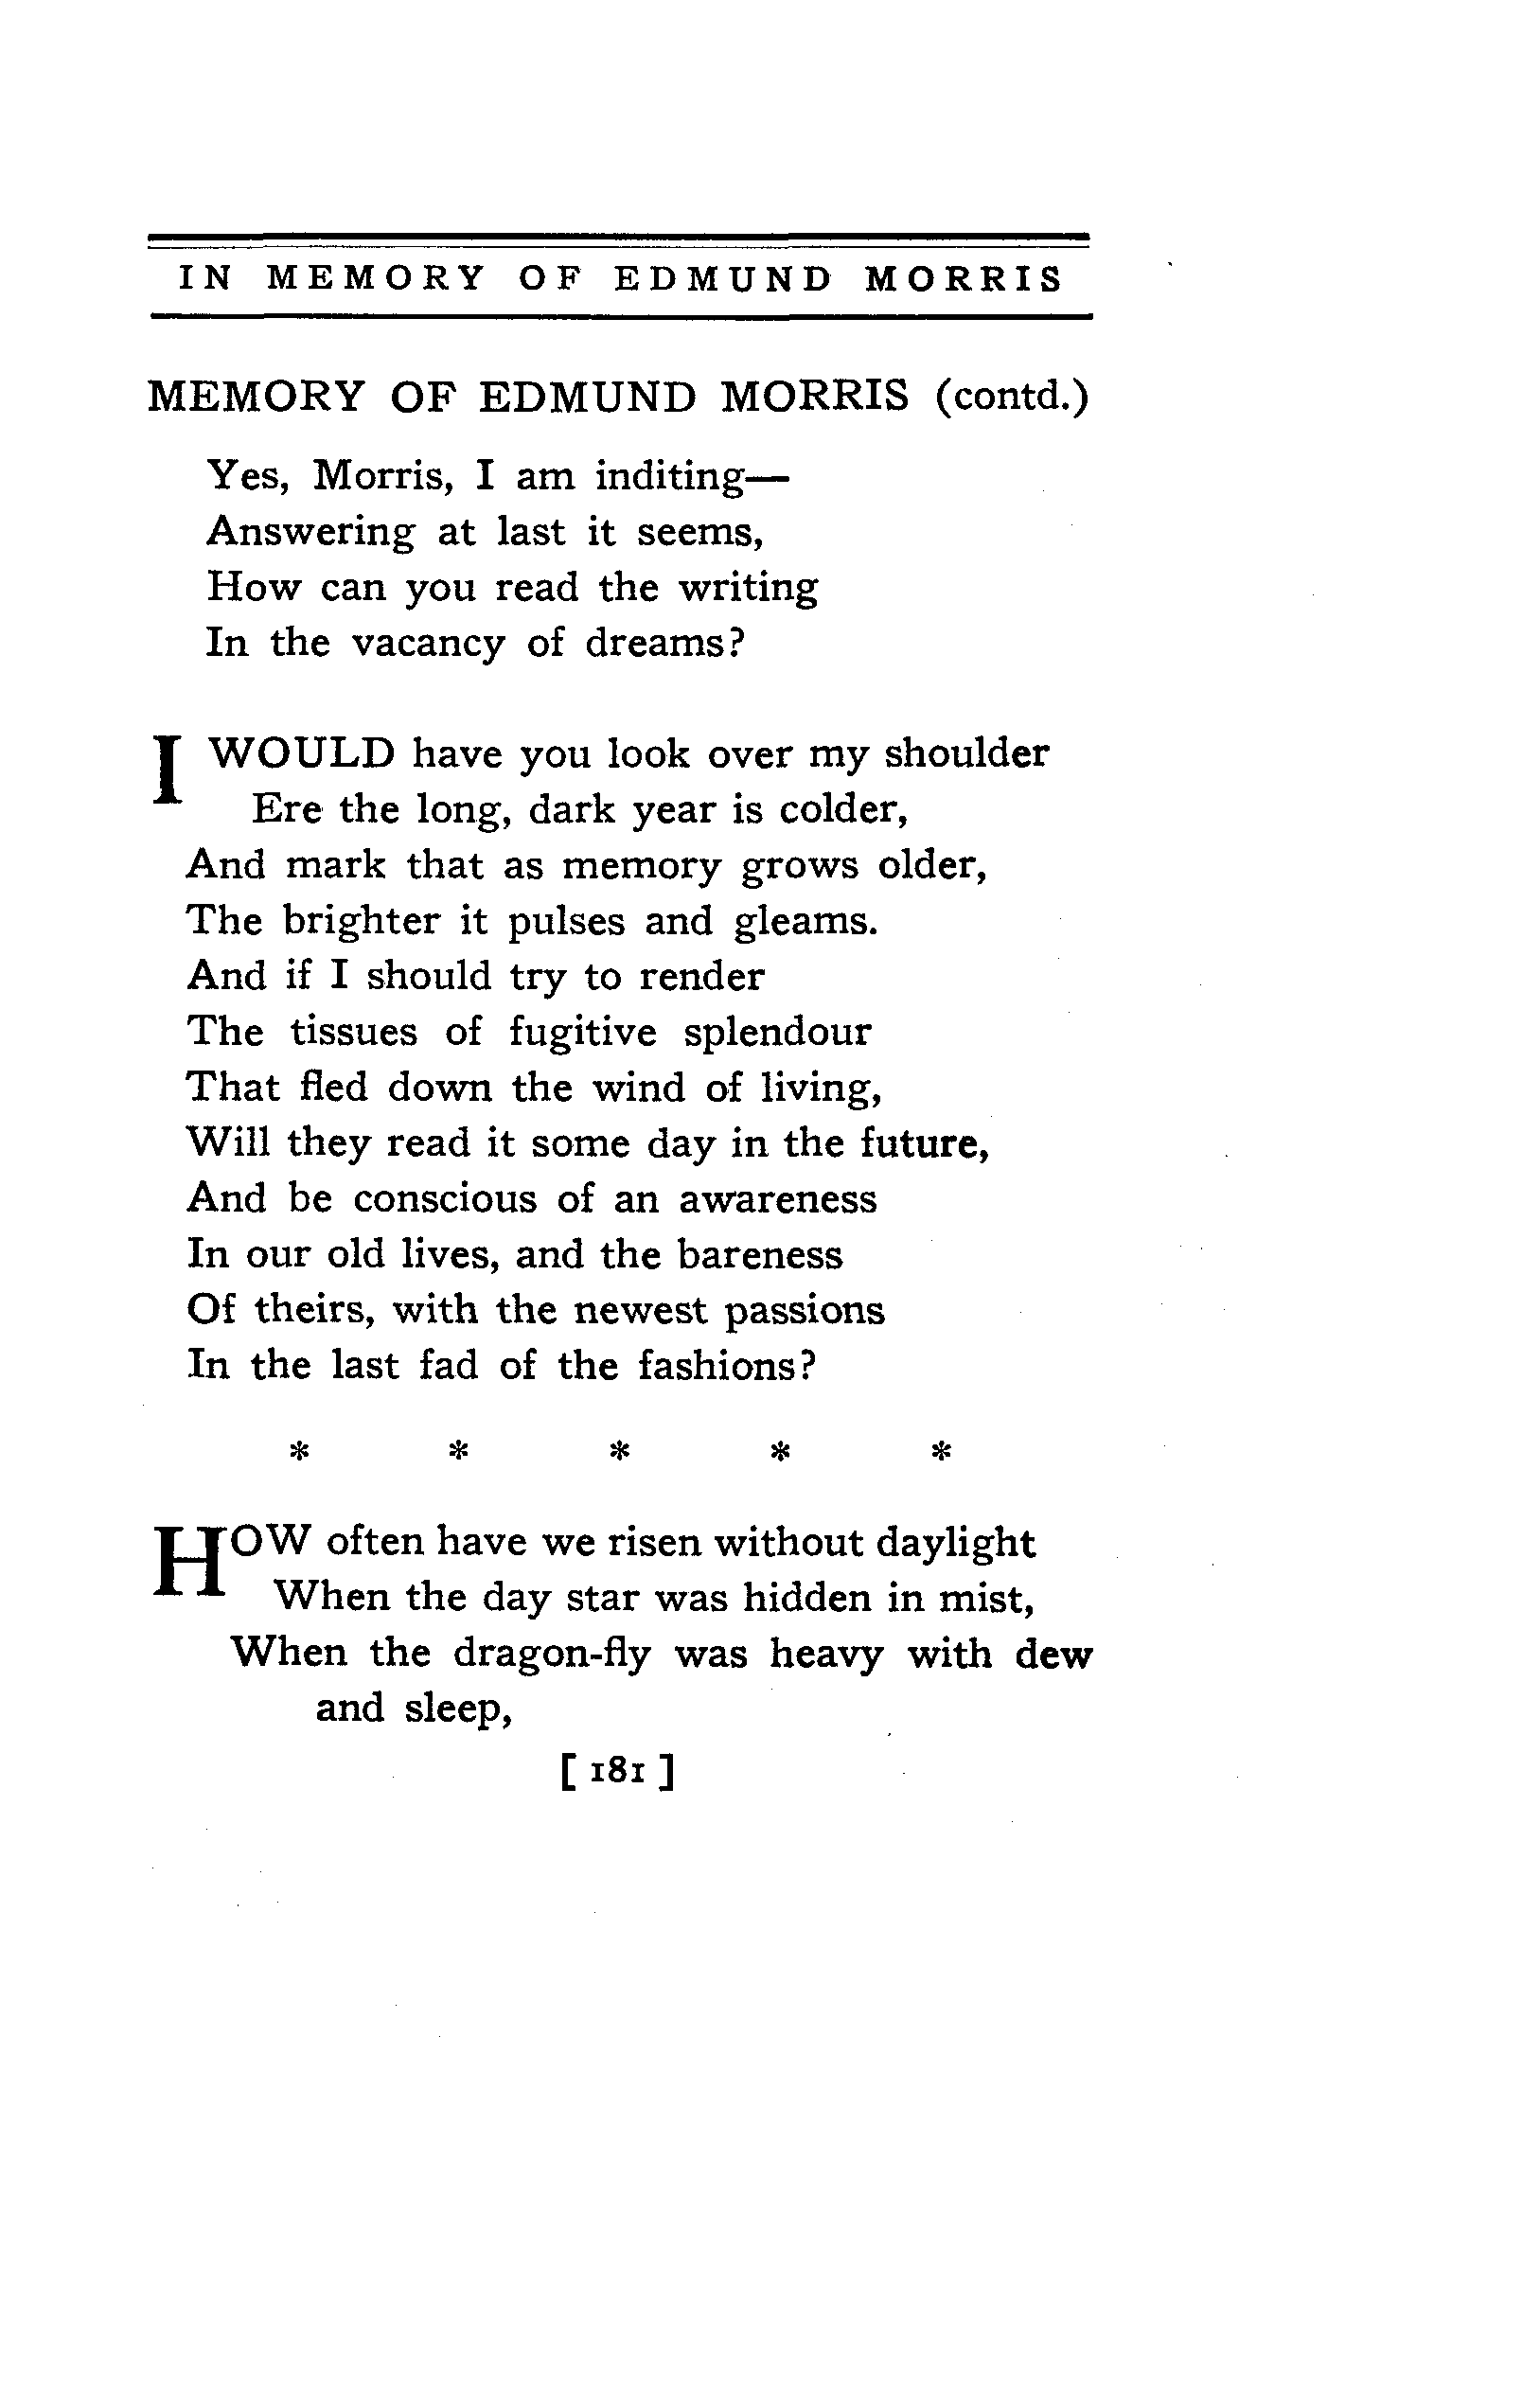 IN MEMORY OF EDMUND MORRIS
MEMORY OF EDMUND MORRIS (contd.)
Yes, Morris, I am inditing—
Answering at last it seems,
How can you read the writing
In the vacancy of dreams?
I WOULD have you look over my shoulder
Ere the long, dark year is colder,
And mark that as memory grows older,
The brighter it pulses and gleams.
And if I should try to render
The tissues of fugitive splendour
That fled down the wind of living,
Will they read it some day in the future,
And be conscious of an awareness
In our old lives, and the bareness
Of theirs, with the newest passions
In the last fad of the fashions?
* * * * *
HOW often have we risen without daylight
When the day star was hidden in mist,
When the dragon-fly was heavy with dew
and sleep,
[ 181 ]